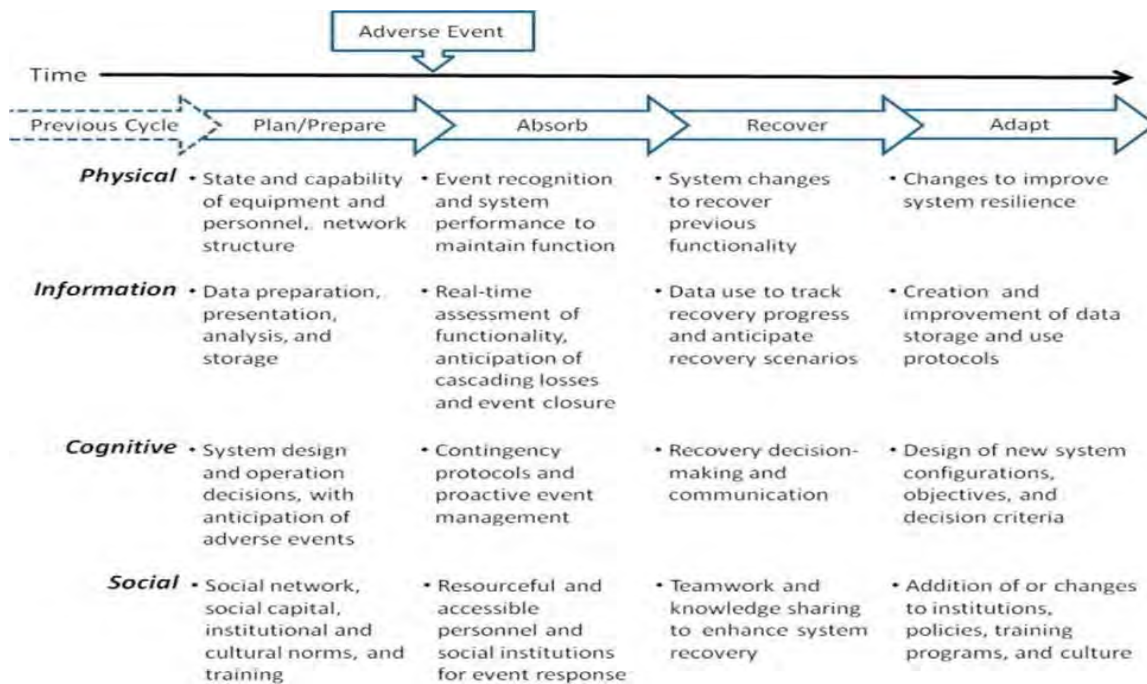 Adverse Event
Time
Previous Cycle
Plan/Prepare
Absorb
Recover
Adapt
Physical
• State and capability
of equipment and
personnel, network
structure
• Event recognition
and system
performance to
maintain function
• System changes
to recover
previous
functionality
• Changes to improve
system resilience
Information
• Data preparation,
presentation,
analysis, and
storage
• Real-time
assessment of
functionality,
anticipation of
cascading losses
and event closure
• Data use to track
recovery progress
and anticipate
recovery scenarios
• Creation and
improvement of data
storage and use
protocols
Cognitive
• System design
and operation
decisions, with
anticipation of
adverse events
• Contingency
protocols and
proactive event
management
• Recovery decision-
making and
communication
• Design of new system
configurations,
objectives, and
decision criteria
Social
• Social network,
social capital,
institutional and
cultural norms, and
training
• Resourceful and
accessible
personnel and
social institutions
for event response
• Teamwork and
knowledge sharing
to enhance system
recovery
• Addition of or changes
to institutions,
policies, training
programs, and culture